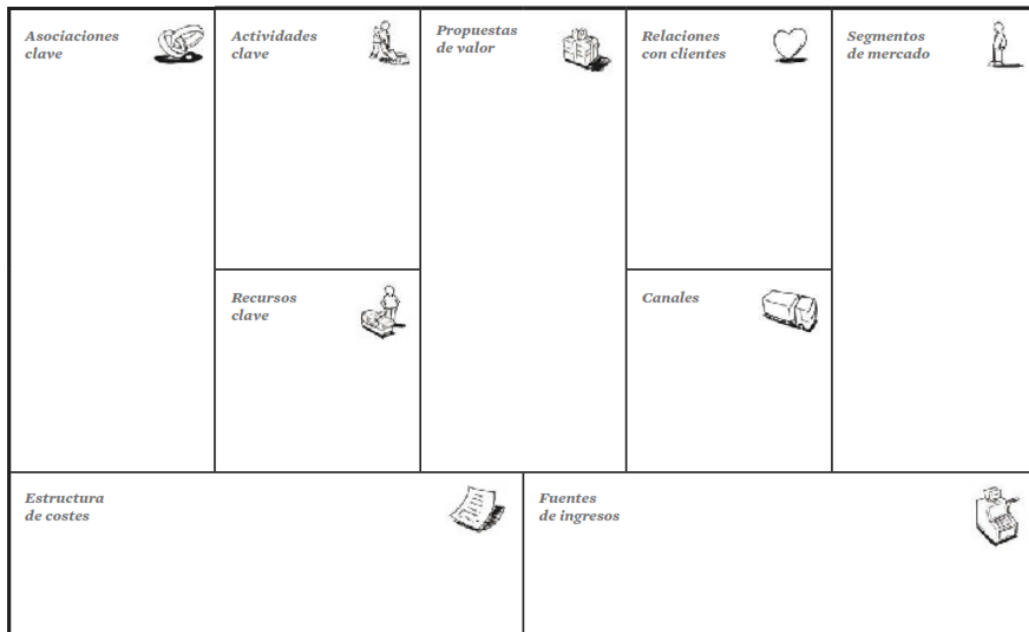 Asociaciones
clave
Actividades
clave
Propuestas
de valor
Relaciones
con clientes
Segmentos
de mercado
Recursos
clave
Canales
Estructura
de costes
Fuentes
de ingresos